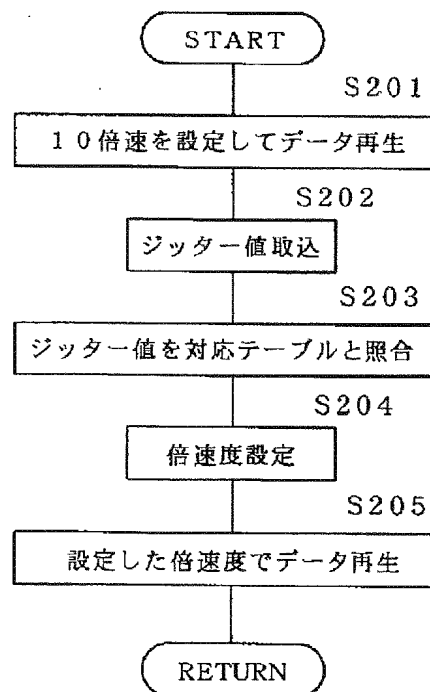 START
S201
10倍速を設定してデータ再生
S202
ジッター値取込
S203
ジッター値を対応テーブルと照合
S204
倍速度設定
S205
設定した倍速度でデータ再生
RETURN